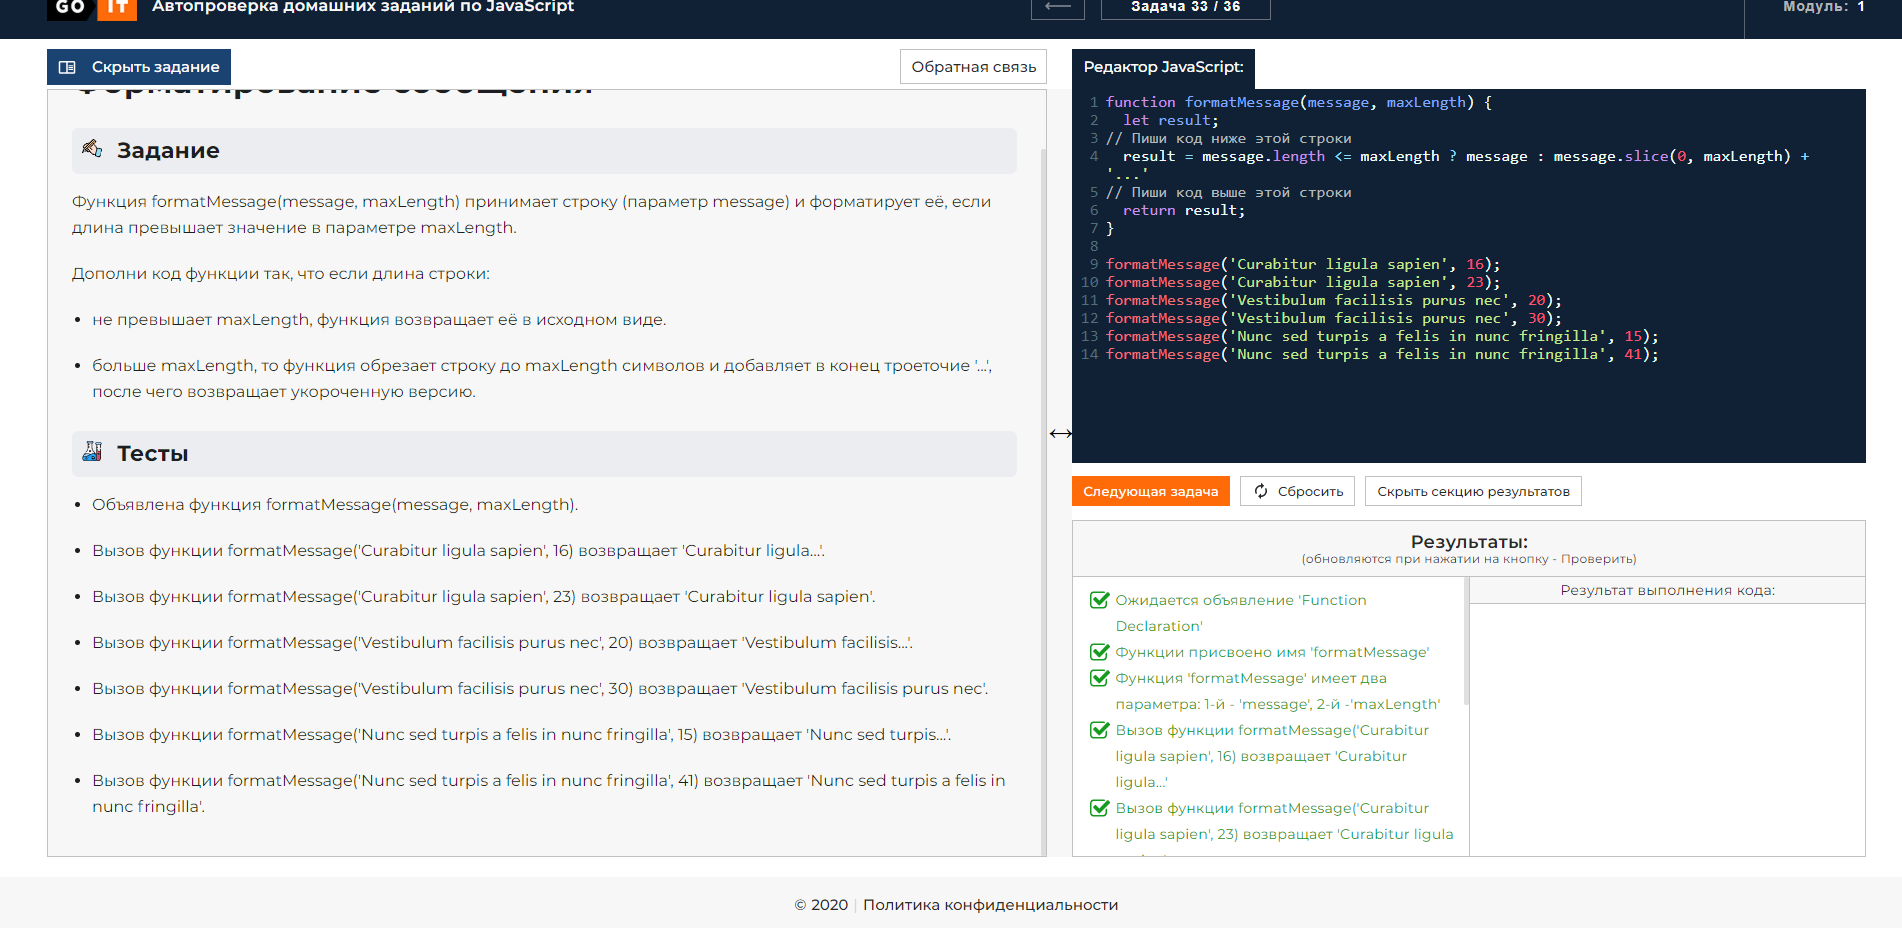 GO IT Автопроверка домашних заданий по JavaScript
Задача 33 / 36
Модуль: 1
Скрыть задание
Обратная связь
Форматирование сообщения
Задание
Функция formatMessage(message, maxLength) принимает строку (параметр message) и форматирует её, если
длина превышает значение в параметре maxLength.
Дополни код функции так, что если длина строки:
не превышает maxLength, функция возвращает её в исходном виде.
больше maxLength, то функция обрезает строку до maxLength символов и добавляет в конец троеточие '...',
после чего возвращает укороченную версию.
Тесты
Объявлена функция formatMessage(message, maxLength).
Вызов функции formatMessage('Curabitur ligula sapien', 16) возвращает 'Curabitur ligula...'.
Вызов функции formatMessage('Curabitur ligula sapien', 23) возвращает 'Curabitur ligula sapien'.
Вызов функции formatMessage('Vestibulum facilisis purus nec', 20) возвращает 'Vestibulum facilisis...'.
Вызов функции formatMessage('Vestibulum facilisis purus nec', 30) возвращает 'Vestibulum facilisis purus nec'.
Вызов функции formatMessage('Nunc sed turpis a felis in nunc fringilla', 15) возвращает 'Nunc sed turpis...'.
Вызов функции formatMessage('Nunc sed turpis a felis in nunc fringilla', 41) возвращает 'Nunc sed turpis a felis in
nunc fringilla'.
Редактор JavaScript:
1 function formatMessage(message, maxLength) {
2 let result;
3 // Пиши код ниже этой строки
4 result = message.length <= maxLength ? message : message.slice(0, maxLength) +
'...'
5 // Пиши код выше этой строки
6 return result;
7 }
8
9 formatMessage('Curabitur ligula sapien', 16);
10 formatMessage('Curabitur ligula sapien', 23);
11 formatMessage('Vestibulum facilisis purus nec', 20);
12 formatMessage('Vestibulum facilisis purus nec', 30);
13 formatMessage('Nunc sed turpis a felis in nunc fringilla', 15);
14 formatMessage('Nunc sed turpis a felis in nunc fringilla', 41);
Следующая задача
Сбросить
Скрыть секцию результатов
Результаты:
(обновляются при нажатии на кнопку - Проверить)
Ожидается объявление 'Function
Declaration'
Функции присвоено имя 'formatMessage'
Функция 'formatMessage' имеет два
параметра: 1-й - 'message', 2-й -'maxLength'
Вызов функции formatMessage('Curabitur
ligula sapien', 16) возвращает 'Curabitur
ligula...'
Вызов функции formatMessage('Curabitur
ligula sapien', 23) возвращает 'Curabitur ligula
Результат выполнения кода:
© 2020 | Политика конфиденциальности